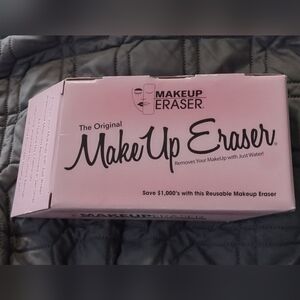 MAKEUP
ERASER
The Original
MakeUp Eraser
Removes Your MakeUp with Just Water!
Save $1,000's with this Reusable Makeup Eraser
MAKEUPERASER